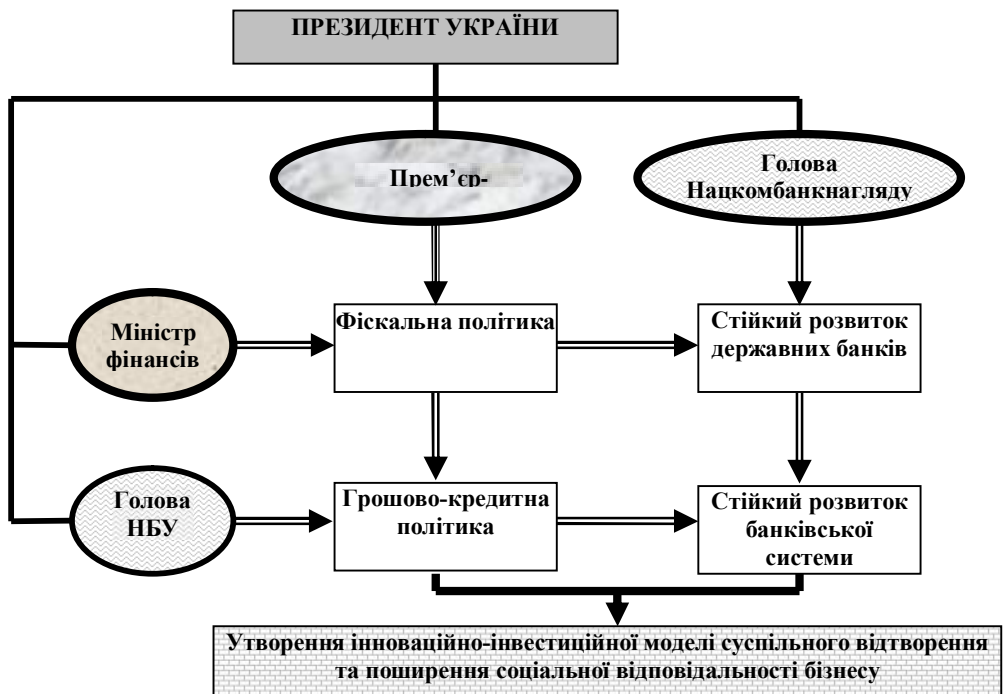 ПРЕЗИДЕНТ УКРАЇНИ
Прем’єр-
Голова
Нацкомбанкнагляду
Міністр
фінансів
Фіскальна політика
Стійкий розвиток
державних банків
Голова
НБУ
Грошово-кредитна
політика
Стійкий розвиток
банківської
системи
Утворення інноваційно-інвестиційної моделі суспільного відтворення
та поширення соціальної відповідальності бізнесу